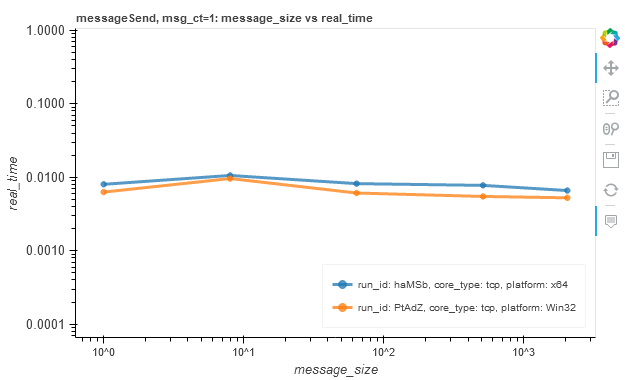 messageSend, msg_ct=1: message_size vs real_time
1.0000
0.1000
0.0100
0.0010
0.0001
real_time
10^0
10^1
10^2
10^3
message_size
run_id: haMSb, core_type: tcp, platform: x64
run_id: PtAdZ, core_type: tcp, platform: Win32